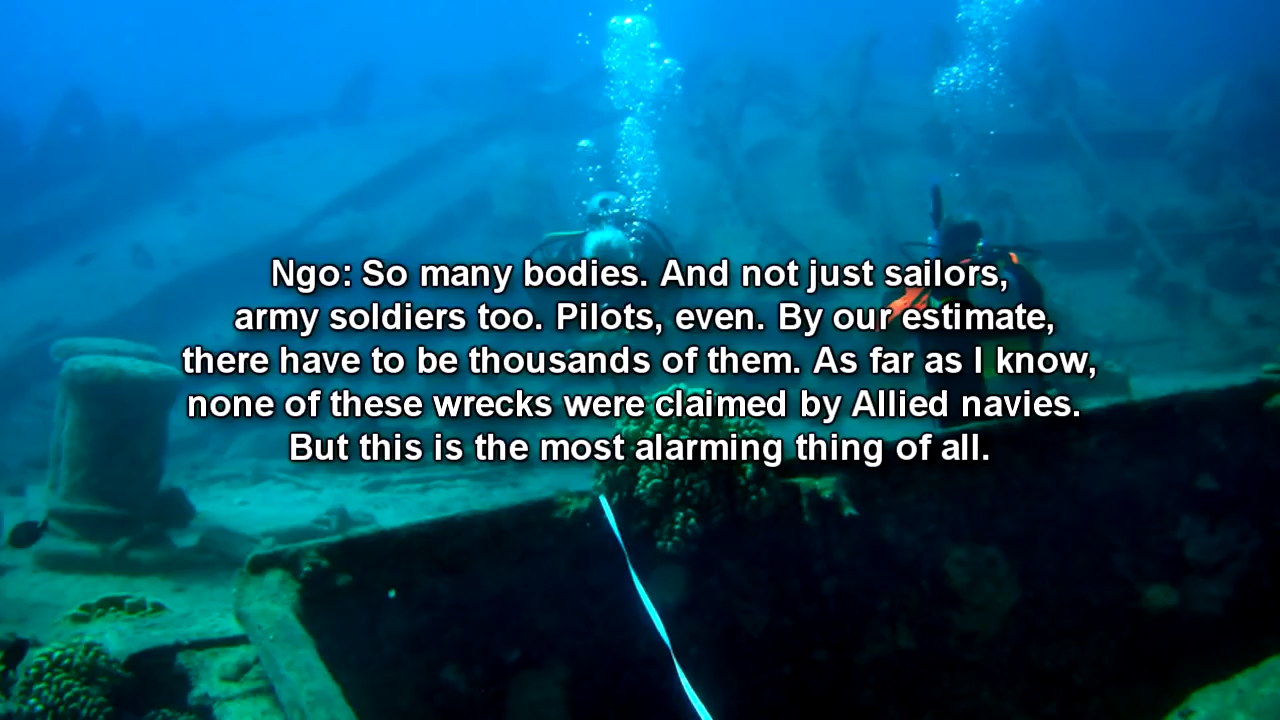 Ngo: So many bodies. And not just sailors,
army soldiers too. Pilots, even. By our estimate,
there have to be thousands of them. As far as I know,
none of these wrecks were claimed by Allied navies.
But this is the most alarming thing of all.